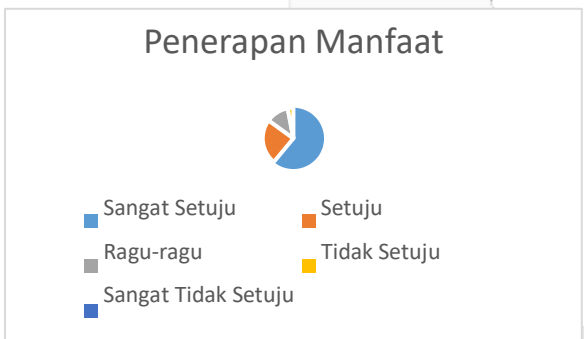 Penerapan Manfaat
Sangat Setuju Setuju
Ragu-ragu Tidak Setuju
Sangat Tidak Setuju